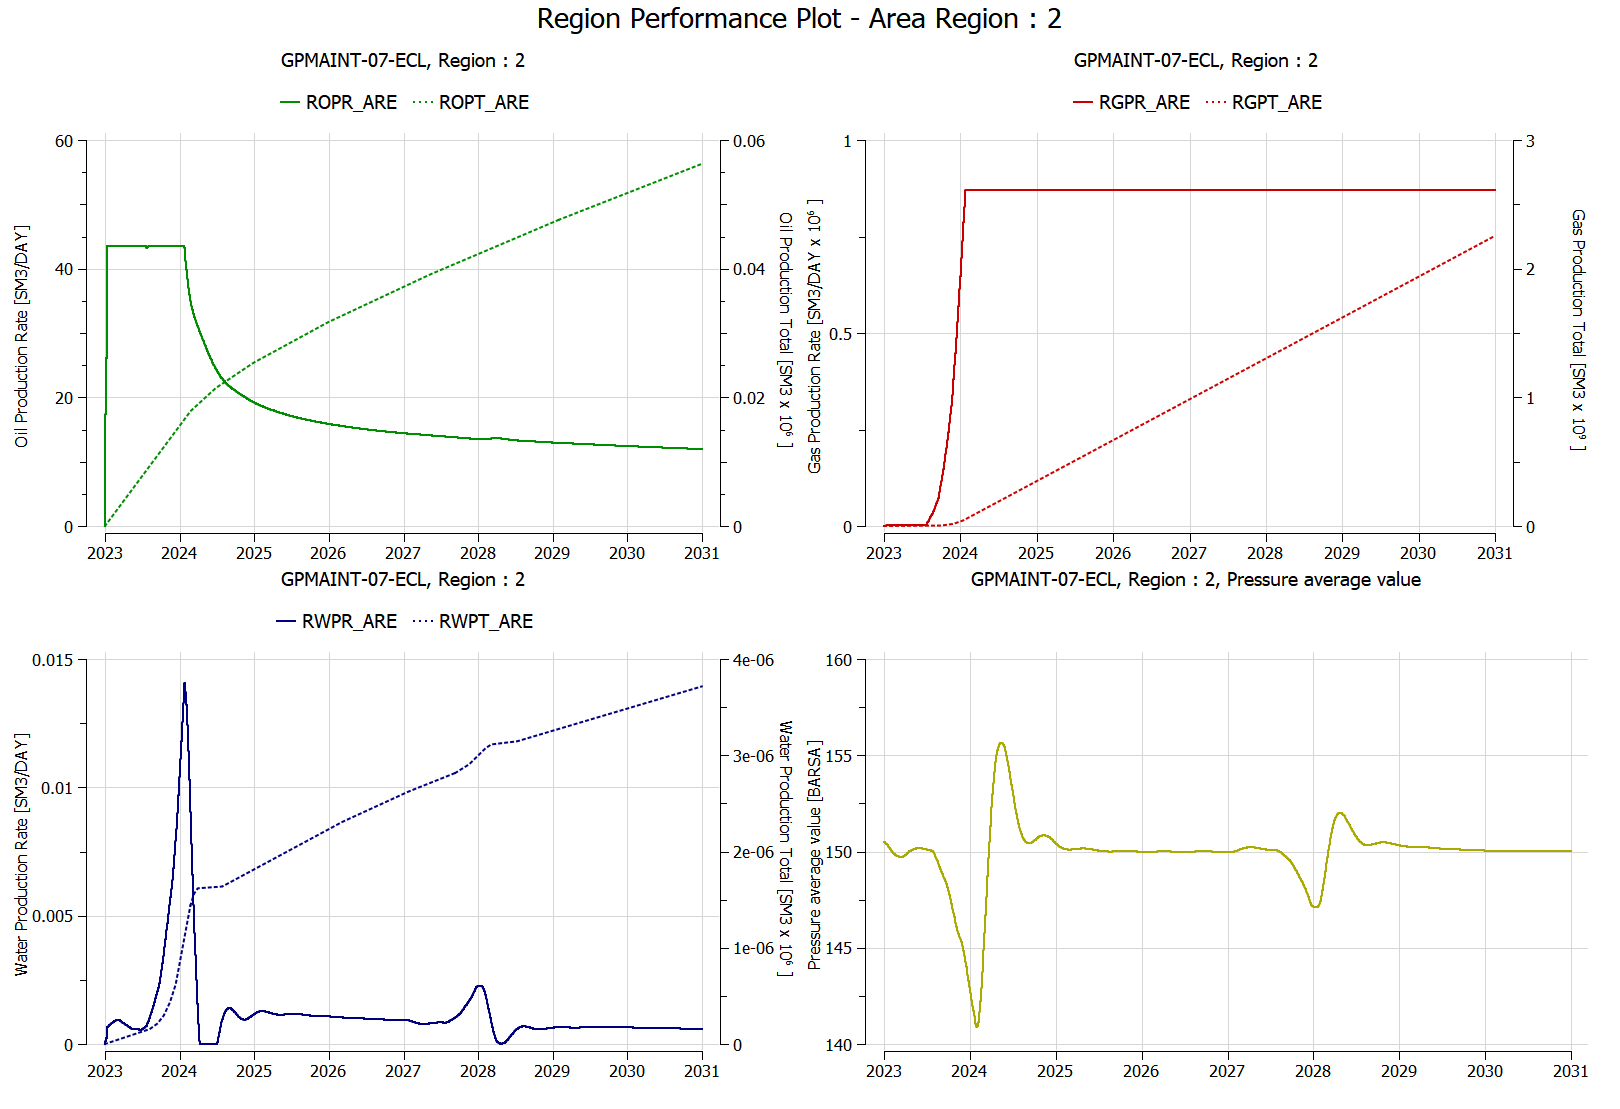 Region Performance Plot - Area Region : 2
GPMAINT-07-ECL, Region : 2
ROPR_ARE ROPT_ARE
60
40
20
0
Oil Production Rate [SM3/DAY]
0.06
0.04
0.02
0
Oil Production Total [SM3 x 10⁶ ]
2023 2024 2025 2026 2027 2028 2029 2030 2031
GPMAINT-07-ECL, Region : 2
RGPR_ARE RGPT_ARE
1
0.5
0
Gas Production Rate [SM3/DAY x 10⁶ ]
3
2
1
0
Gas Production Total [SM3 x 10⁹ ]
2023 2024 2025 2026 2027 2028 2029 2030 2031
GPMAINT-07-ECL, Region : 2
RWPR_ARE RWPT_ARE
0.015
0.01
0.005
0
Water Production Rate [SM3/DAY]
4e-06
3e-06
2e-06
1e-06
0
Water Production Total [SM3 x 10⁶ ]
2023 2024 2025 2026 2027 2028 2029 2030 2031
GPMAINT-07-ECL, Region : 2, Pressure average value
160
155
150
145
140
Pressure average value [BARSA]
2023 2024 2025 2026 2027 2028 2029 2030 2031